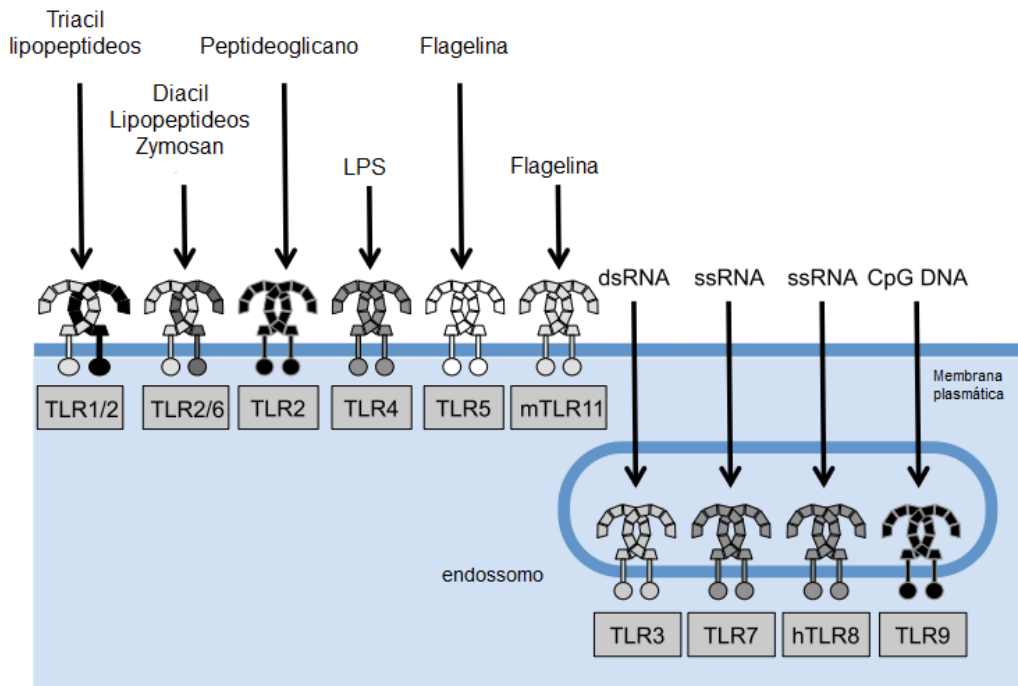 Triacil
lipopeptideos
Peptideoglicano
Flagelina
Diacil
Lipopeptideos
Zymosan
LPS
Flagelina
dsRNA
ssRNA
ssRNA
CpG DNA
TLR1/2
TLR2/6
TLR2
TLR4
TLR5
mTLR11
Membrana
plasmática
endossomo
TLR3
TLR7
hTLR8
TLR9